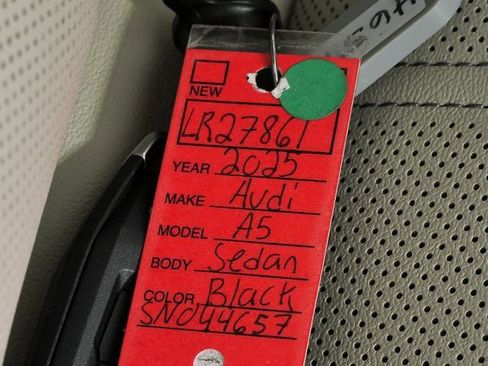 NEW
LR27861
YEAR 2025
MAKE Audi
MODEL A5
BODY Sedan
COLOR Black
SN044657